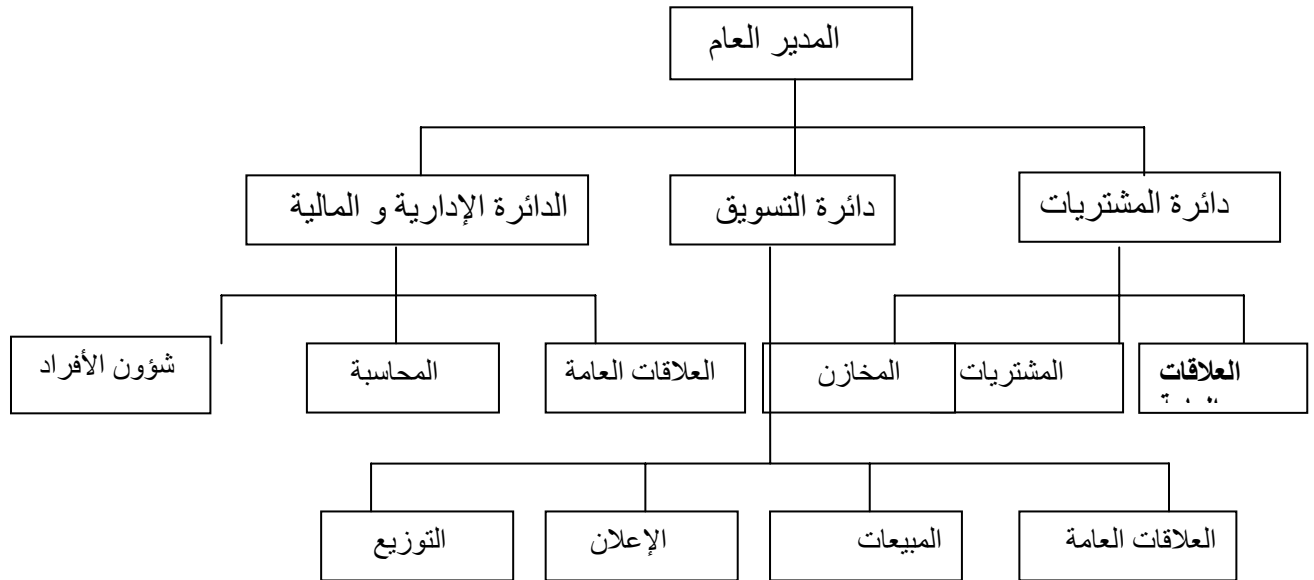 المدير العام
دائرة المشتريات
دائرة التسويق
الدائرة الإدارية و المالية
العلاقات
المشتريات
المخازن
العلاقات العامة
المحاسبة
شؤون الأفراد
العلاقات العامة
المبيعات
الإعلان
التوزيع